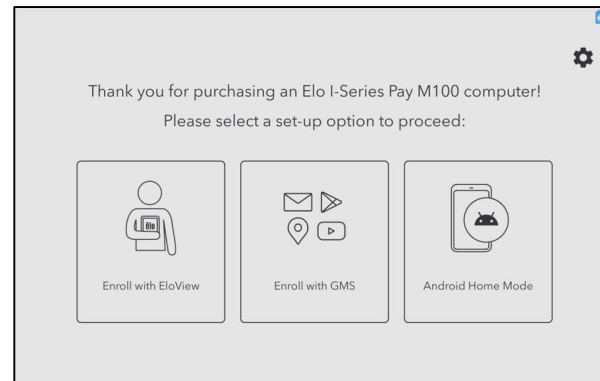 Thank you for purchasing an Elo I-Series Pay M100 computer!
Please select a set-up option to proceed:
Elo
Enroll with EloView
Enroll with GMS
Android Home Mode